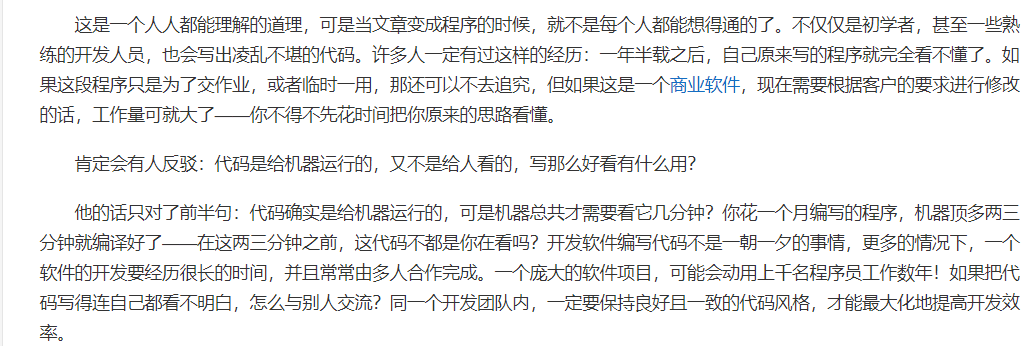 这是一个人人都能理解的道理，可是当文章变成程序的时候，就不是每个人都能想得通的了。不仅仅是初学者，甚至一些熟
练的开发人员，也会写出凌乱不堪的代码。许多人一定有过这样的经历：一年半载之后，自己原来写的程序就完全看不懂了。如
果这段程序只是为了交作业，或者临时一用，那还可以不去追究，但如果这是一个商业软件，现在需要根据客户的要求进行修改
的话，工作量可就大了——你不得不先花时间把你原来的思路看懂。
肯定会有人反驳：代码是给机器运行的，又不是给人看的，写那么好看有什么用？
他的话只对了前半句：代码确实是给机器运行的，可是机器总共才需要看它几分钟？你花一个月编写的程序，机器顶多两三
分钟就编译好了——在这两三分钟之前，这代码不都是你在看吗？开发软件编写代码不是一朝一夕的事情，更多的情况下，一个
软件的开发要经历很长的时间，并且常常由多人合作完成。一个庞大的软件项目，可能会动用上千名程序员工作数年！如果把代
码写得连自己都看不明白，怎么与别人交流？同一个开发团队内，一定要保持良好且一致的代码风格，才能最大化地提高开发效
率。